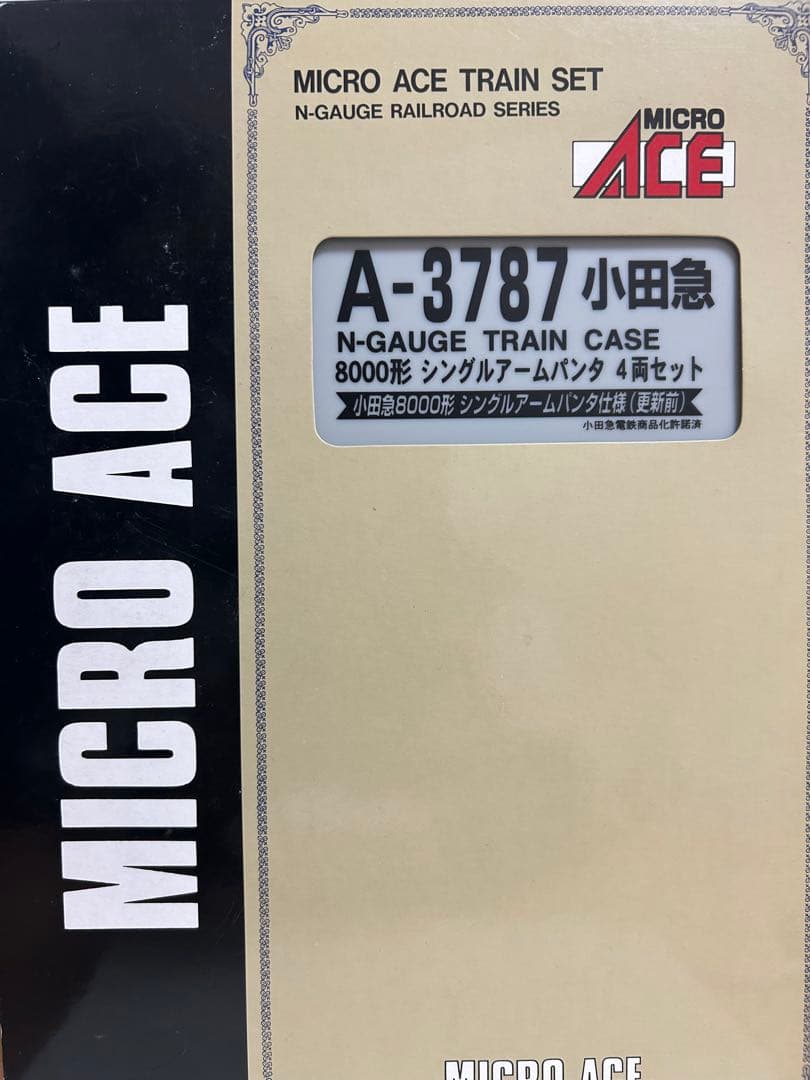 MICRO ACE
MICRO ACE TRAIN SET
N-GAUGE RAILROAD SERIES
MICRO
ACE
A-3787 小田急
N-GAUGE TRAIN CASE
8000形 シングルアームパンタ 4両セット
小田急8000形 シングルアームパンタ仕様(更新前)
小田急電鉄商品化許諾済
MICRO ACE